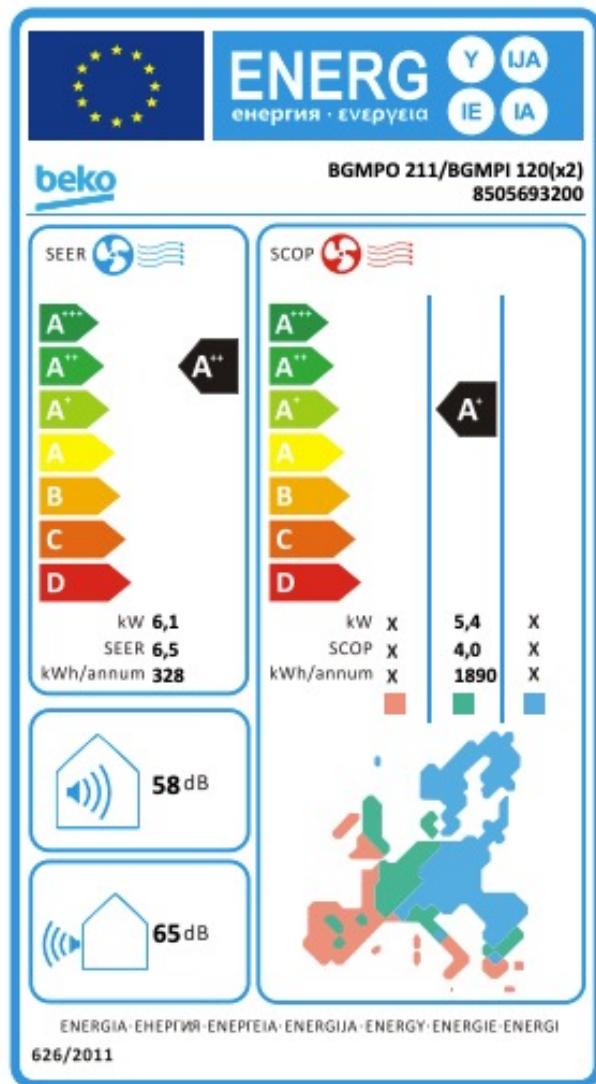 ENERG
енергия · ενεργεια
Y IJA
IE IA
beko
BGMPO 211/BGMPI 120(x2)
8505693200
SEER
A+++
A++
A+
A
B
C
D
A++
kW 6,1
SEER 6,5
kWh/annum 328
SCOP
A+++
A++
A+
A
B
C
D
A+
kW X 5,4 X
SCOP X 4,0 X
kWh/annum X 1890 X
58 dB
65 dB
ENERGIA·ЕНЕРГИЯ·ΕΝΕΡΓΕΙΑ·ENERGIJA·ENERGY·ENERGIE·ENERGI
626/2011